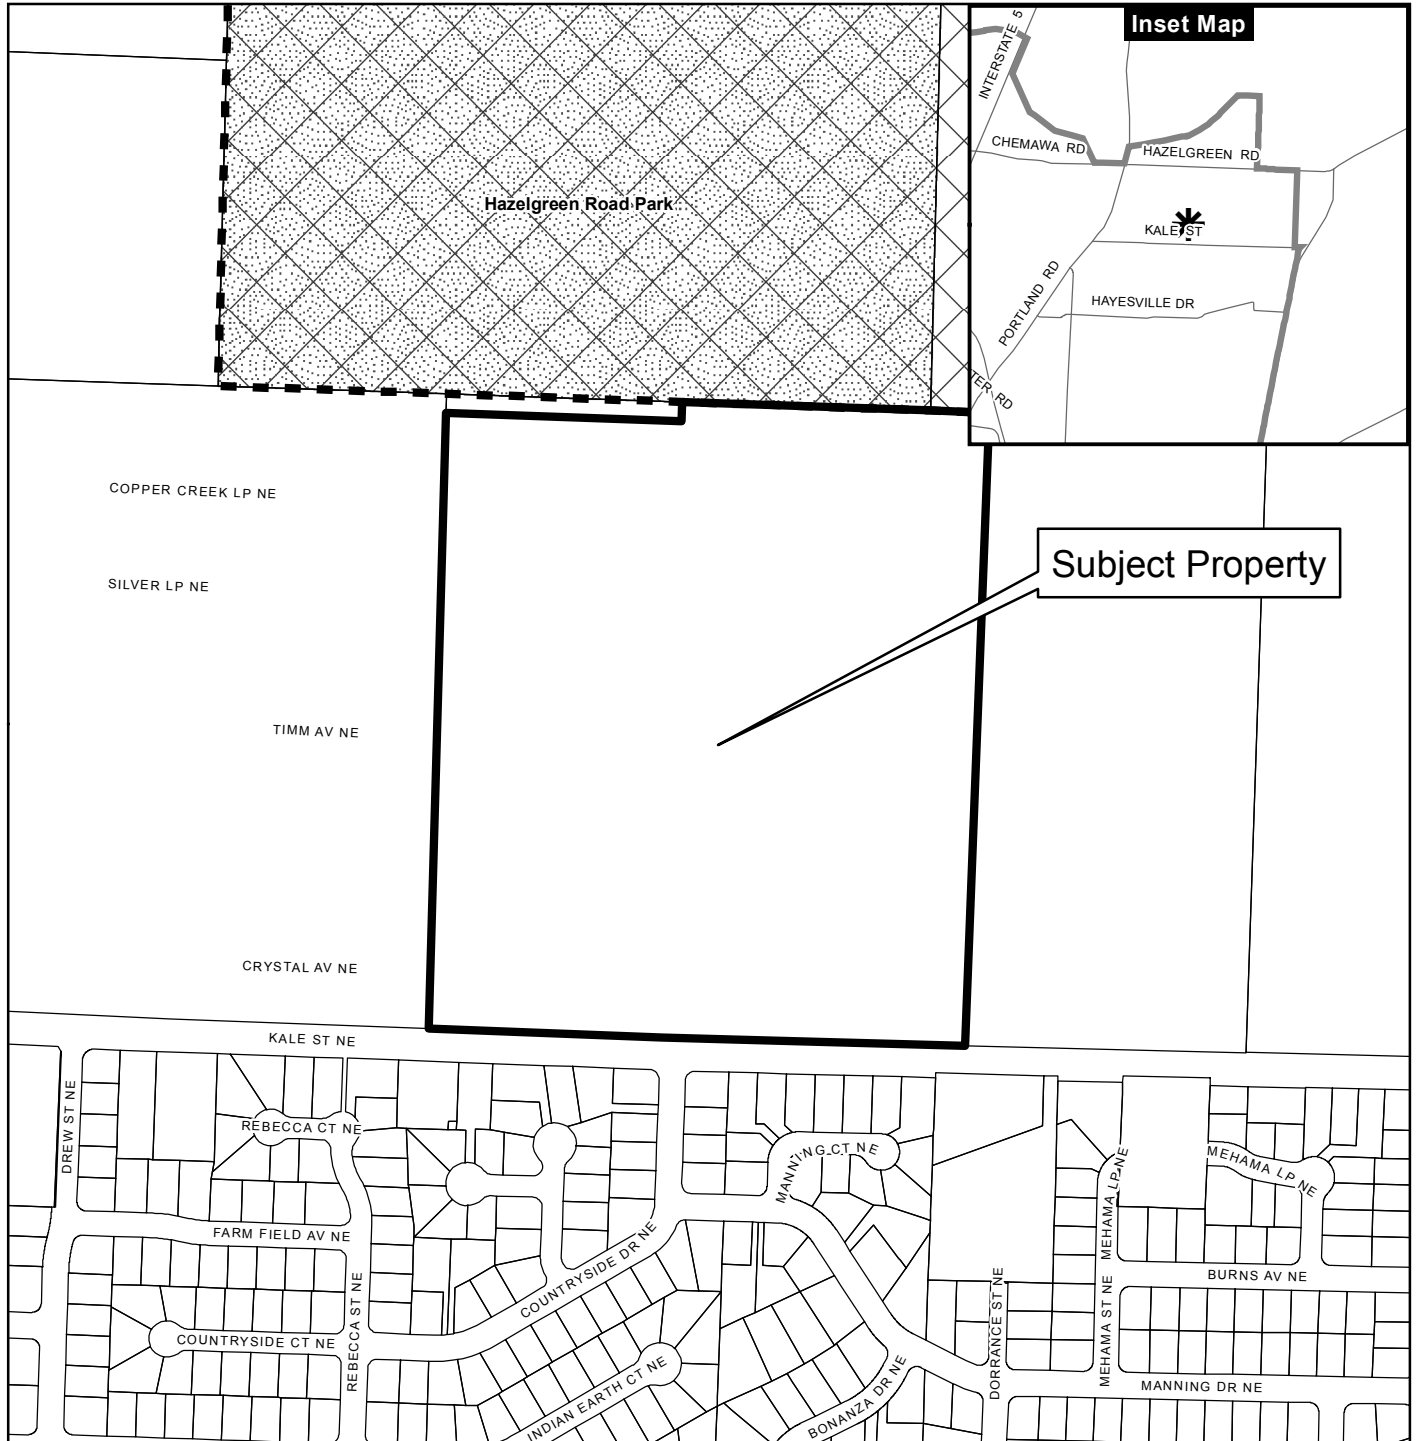 Inset Map
INTERSTATE 5
CHEMAWA RD
HAZELGREEN RD
KALE ST
PORTLAND RD
HAYESVILLE DR
TER RD
Hazelgreen Road Park
COPPER CREEK LP NE
Subject Property
SILVER LP NE
TIMM AV NE
CRYSTAL AV NE
KALE ST NE
DREW ST NE
REBECCA CT NE
MANNING CT NE
MEHAMA LP NE
MEHAMA LP NE
FARM FIELD AV NE
COUNTRYSIDE DR NE
BURNS AV NE
REBECCA ST NE
COUNTRYSIDE CT NE
DORRANCE ST NE
MEHAMA ST NE
INDIAN EARTH CT NE
BONANZA DR NE
MANNING DR NE